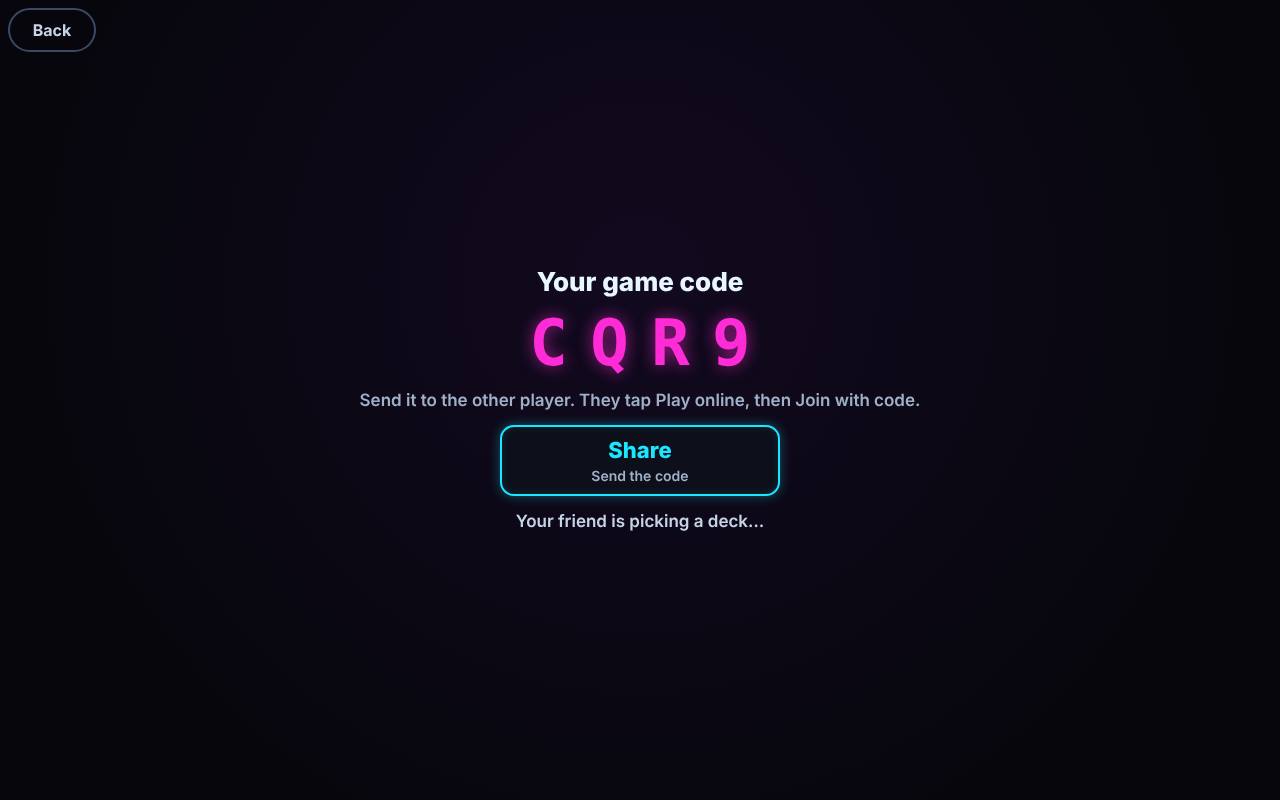 Back
Your game code
CQR9
Send it to the other player. They tap Play online, then Join with code.
Share
Send the code
Your friend is picking a deck...